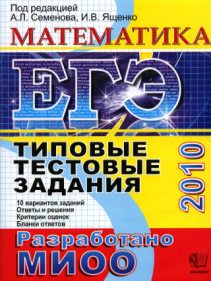 Под редакцией
А.Л. Семенова, И.В. Ященко
МАТЕМАТИКА
ЕГЭ
ТИПОВЫЕ
ТЕСТОВЫЕ
ЗАДАНИЯ
2010
10 вариантов заданий
Ответы и решения
Критерии оценок
Бланки ответов
Разработано
МИОО